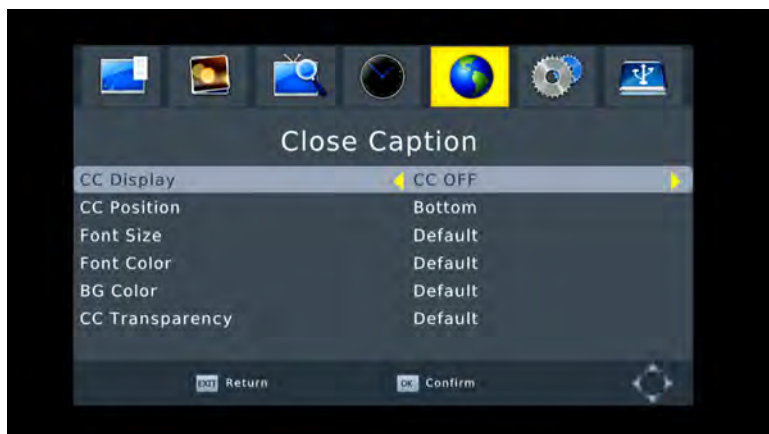 Close Caption
CC Display CC OFF
CC Position Bottom
Font Size Default
Font Color Default
BG Color Default
CC Transparency Default
EXIT Return OK Confirm